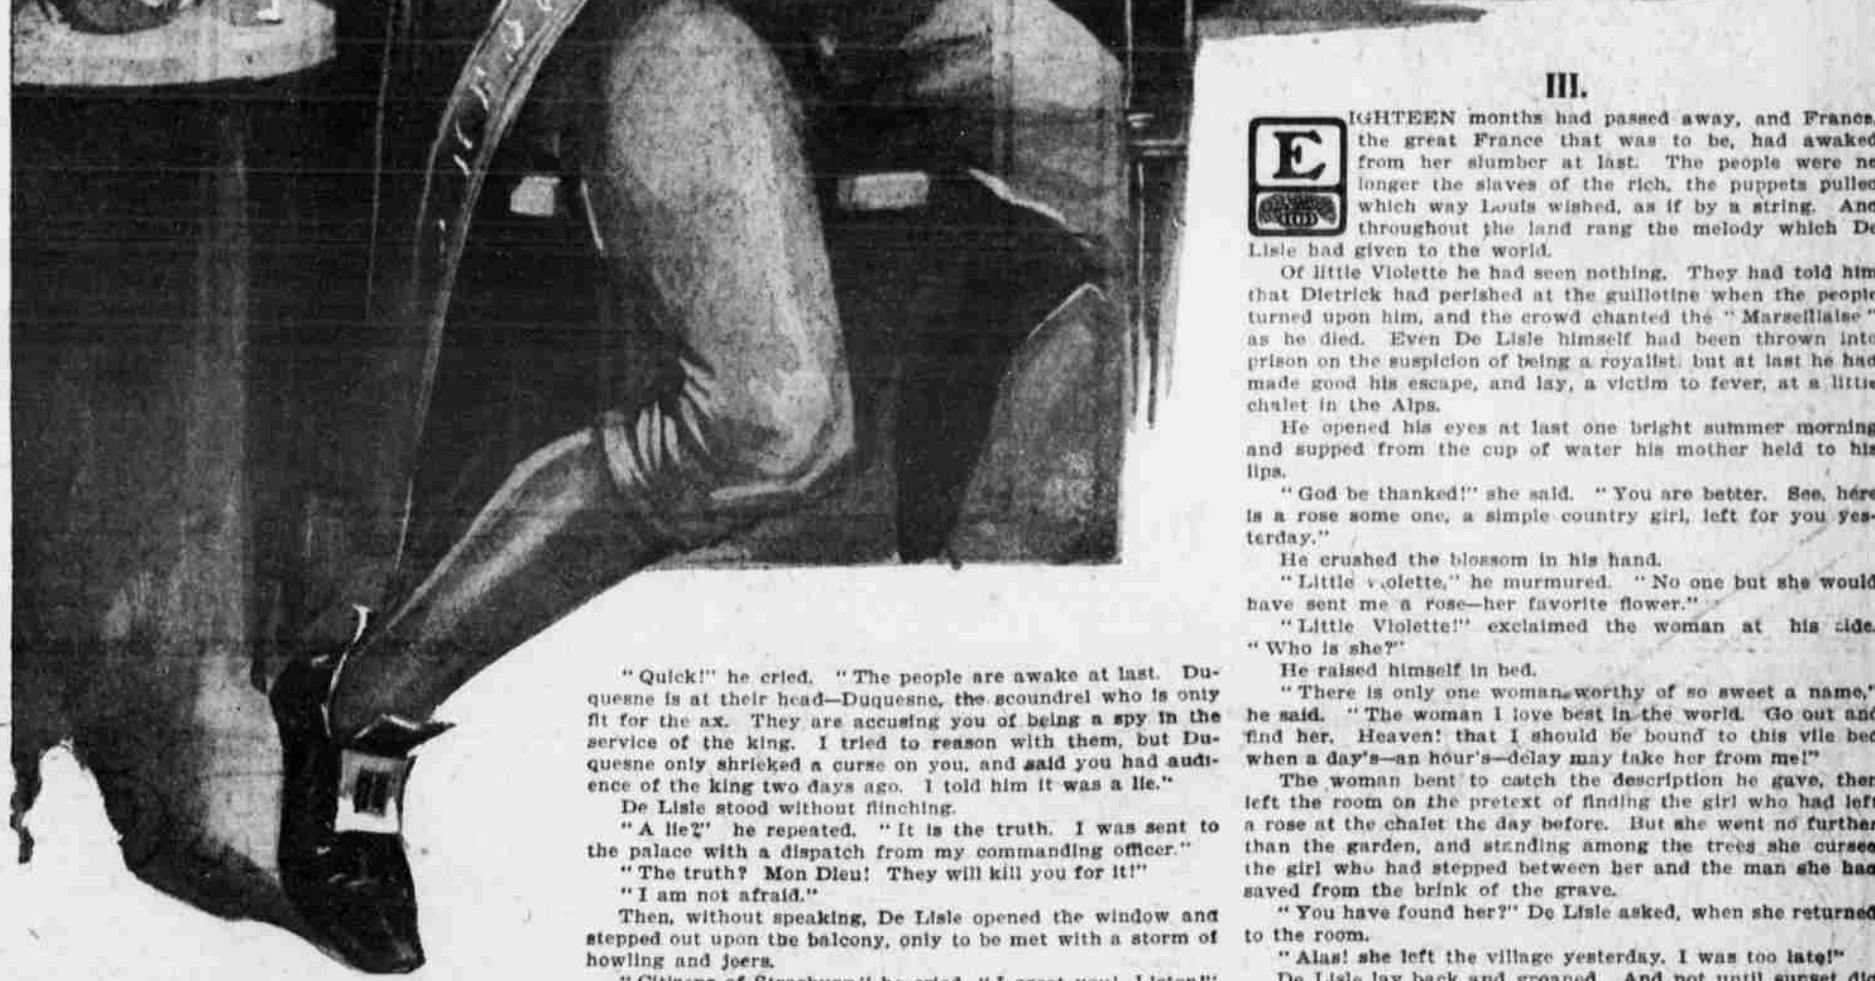 "Quick!" he cried. "The people are awake at last. Du-
quesne is at their head—Duquesne, the scoundrel who is only
fit for the ax. They are accusing you of being a spy in the
service of the king. I tried to reason with them, but Du-
quesne only shrieked a curse on you, and said you had audi-
ence of the king two days ago. I told him it was a lie."
De Lisle stood without flinching.
"A lie?" he repeated. "It is the truth. I was sent to
the palace with a dispatch from my commanding officer."
"The truth? Mon Dieu! They will kill you for it!"
"I am not afraid."
Then, without speaking, De Lisle opened the window and
stepped out upon the balcony, only to be met with a storm of
howling and jeers.
III.
EIGHTEEN months had passed away, and France,
the great France that was to be, had awaked
from her slumber at last. The people were no
longer the slaves of the rich, the puppets pulled
which way Louis wished, as if by a string. And
throughout the land rang the melody which De
Lisle had given to the world.
Of little Violette he had seen nothing. They had told him
that Dietrick had perished at the guillotine when the people
turned upon him, and the crowd chanted the "Marseillaise"
as he died. Even De Lisle himself had been thrown into
prison on the suspicion of being a royalist, but at last he had
made good his escape, and lay, a victim to fever, at a little
chalet in the Alps.
He opened his eyes at last one bright summer morning
and supped from the cup of water his mother held to his
lips.
"God be thanked!" she said. "You are better. See, here
is a rose some one, a simple country girl, left for you yes-
terday."
He crushed the blossom in his hand.
"Little Violette," he murmured. "No one but she would
have sent me a rose—her favorite flower."
"Little Violette!" exclaimed the woman at his side.
"Who is she?"
He raised himself in bed.
"There is only one woman worthy of so sweet a name,"
he said. "The woman I love best in the world. Go out and
find her. Heaven! that I should be bound to this vile bed
when a day's—an hour's—delay may take her from me!"
The woman bent to catch the description he gave, then
left the room on the pretext of finding the girl who had left
a rose at the chalet the day before. But she went no further
than the garden, and standing among the trees she cursed
the girl who had stepped between her and the man she had
saved from the brink of the grave.
"You have found her?" De Lisle asked, when she returned
to the room.
"Alas! she left the village yesterday. I was too late!"
De Lisle lay back and groaned. And not until sunset did